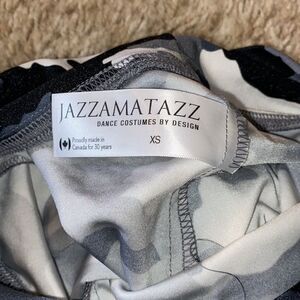 JAZZAMATAZZ
DANCE COSTUMES BY DESIGN
Proudly made in
Canada for 30 years
XS